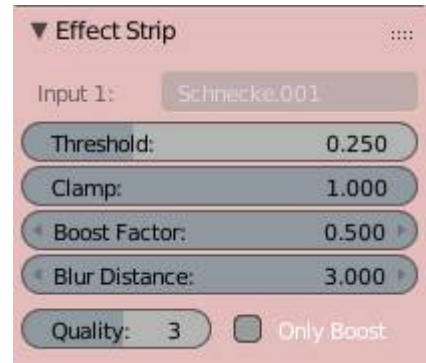 Effect Strip
Input 1: Schnecke.001
Threshold: 0.250
Clamp: 1.000
Boost Factor: 0.500
Blur Distance: 3.000
Quality: 3 Only Boost